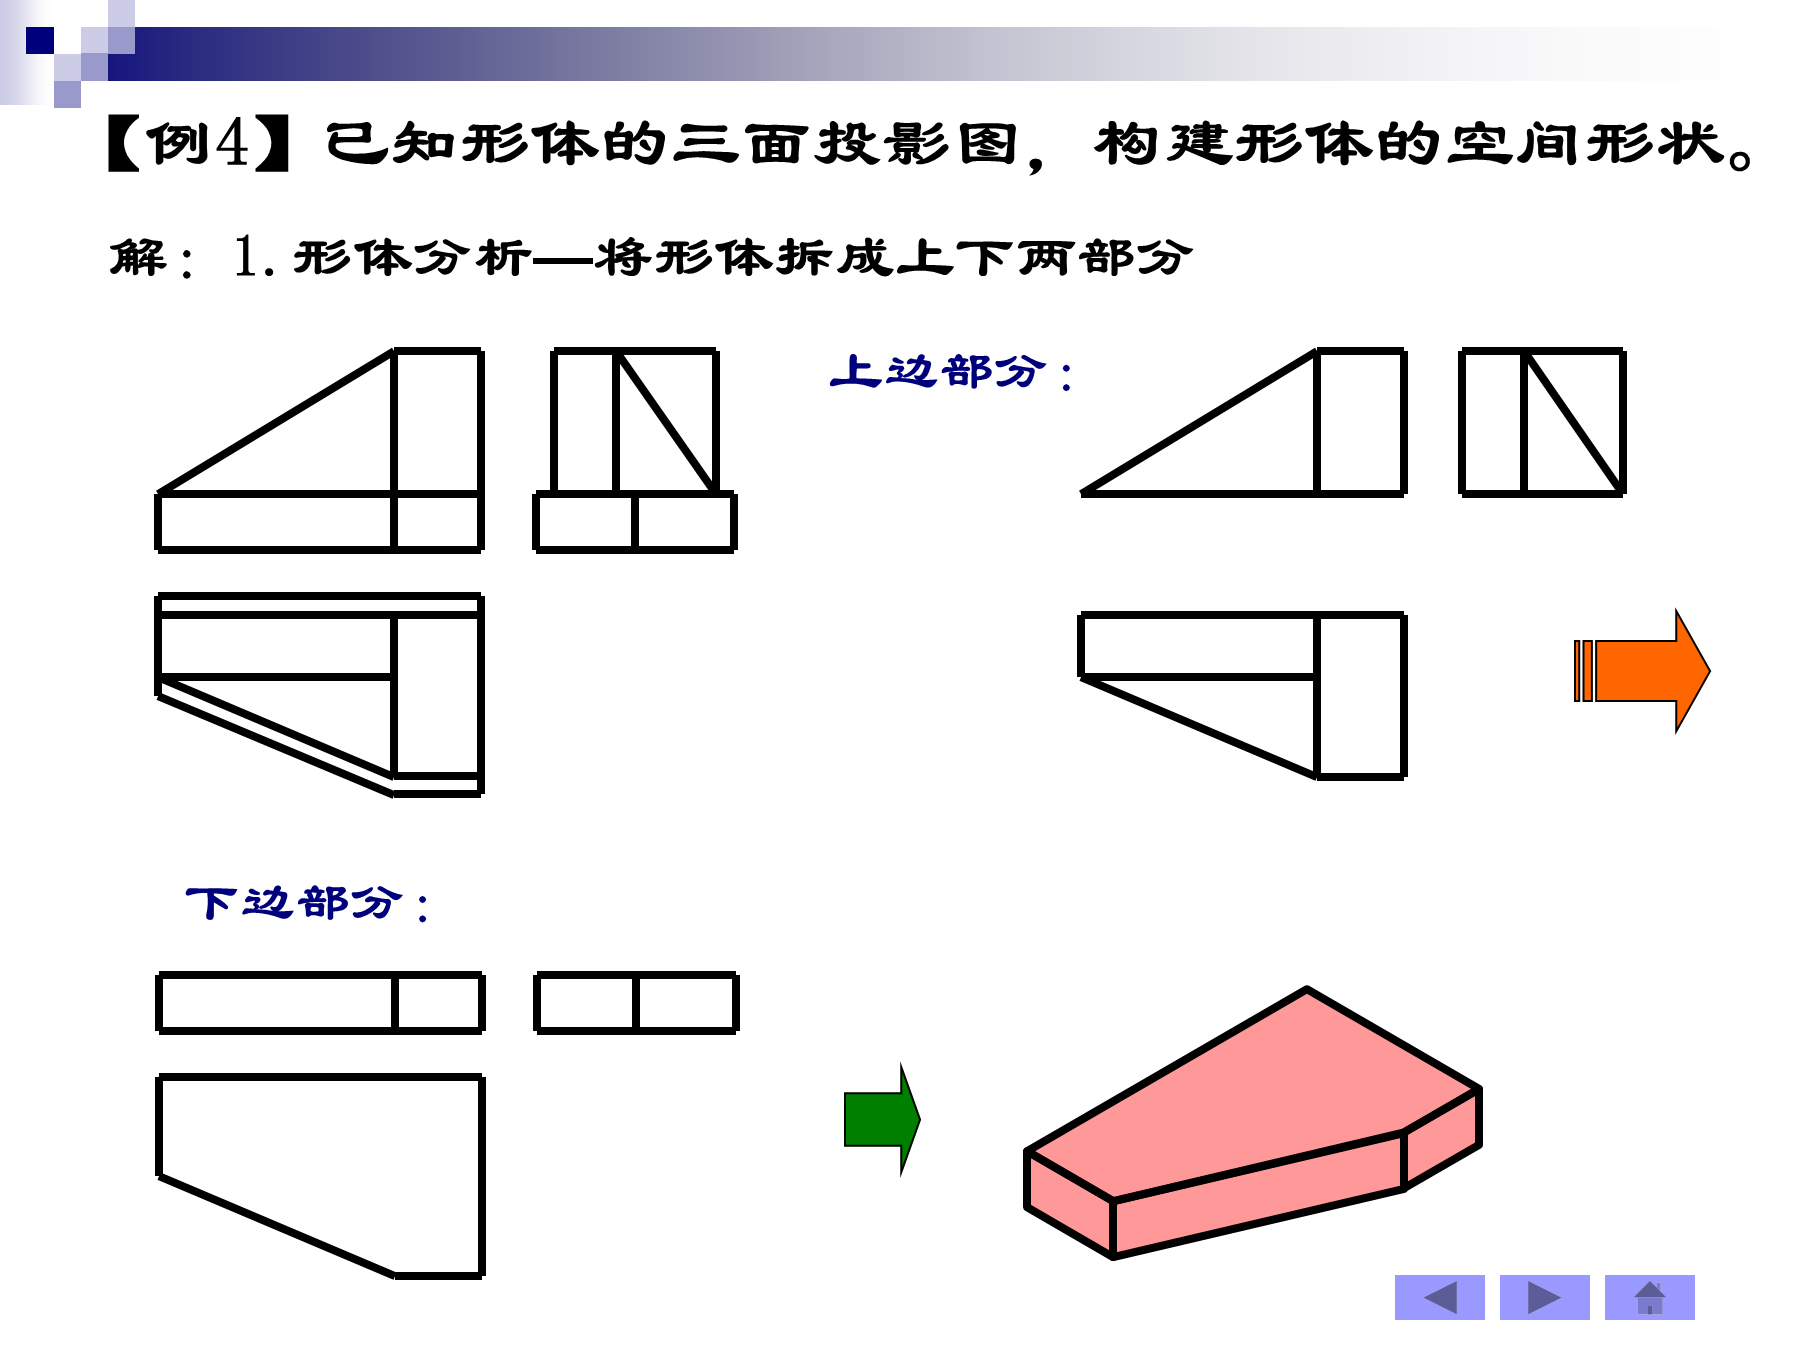 【例4】已知形体的三面投影图，构建形体的空间形状。
解：1.形体分析—将形体拆成上下两部分
上边部分：
下边部分：